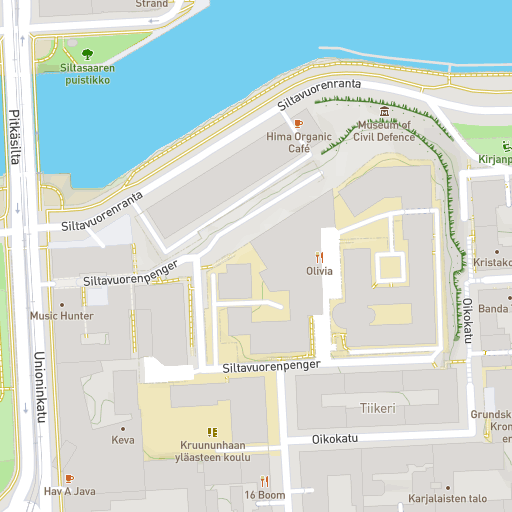 Strand
Siltasaaren
puistikko
Pitkäsilta
Siltavuorenranta
Hima Organic
Café
Museum of
Civil Defence
Kirjanp
Siltavuorenranta
Siltavuorenpenger
Olivia
Kristako
Music Hunter
Oikokatu
Banda
Unioninkatu
Siltavuorenpenger
Tiikeri
Grundsk
Kron
er
Keva
Kruununhaan
yläasteen koulu
Oikokatu
Hav A Java
16 Boom
Karjalaisten talo